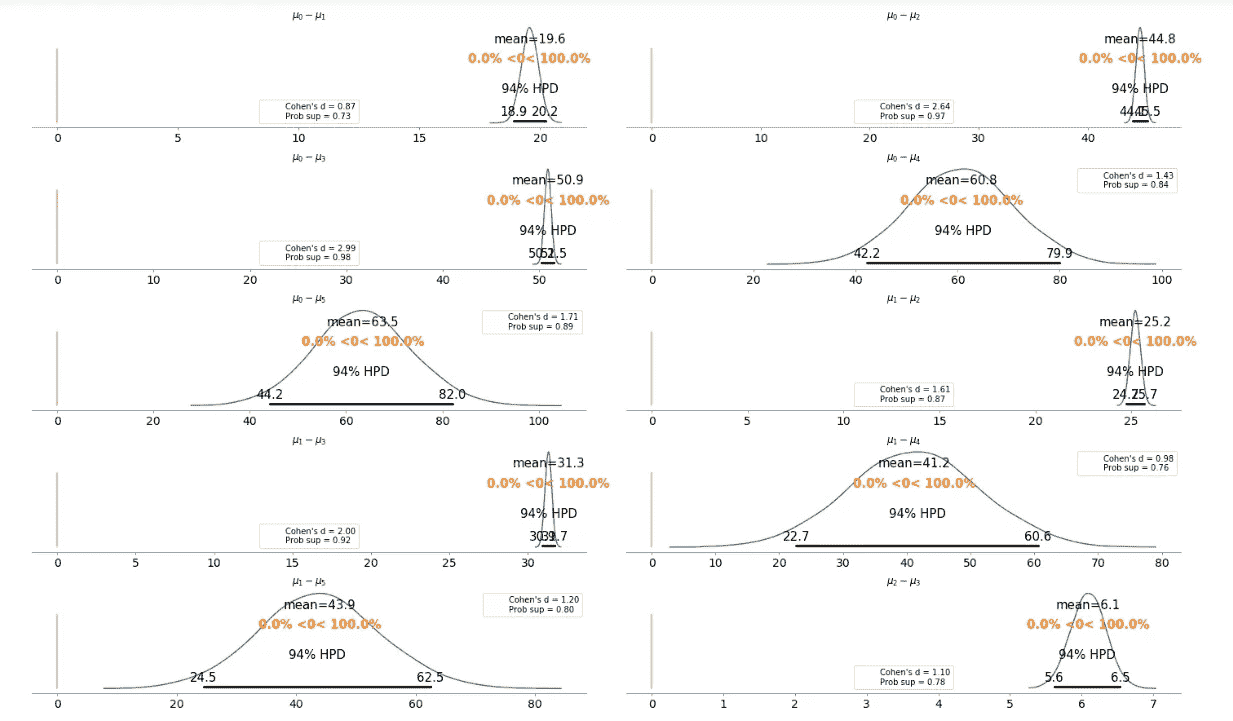 μ₀ − μ₁
mean=19.6
0.0% <0< 100.0%
94% HPD
18.9 20.2
Cohen's d = 0.87
Prob sup = 0.73
0 5 10 15 20
μ₀ − μ₂
mean=44.8
0.0% <0< 100.0%
94% HPD
Cohen's d = 2.64
Prob sup = 0.97
0 10 20 30 40
μ₀ − μ₃
mean=50.9
0.0% <0< 100.0%
94% HPD
Cohen's d = 2.99
Prob sup = 0.98
0 10 20 30 40 50
μ₀ − μ₄
mean=60.8
0.0% <0< 100.0%
94% HPD
42.2 79.9
Cohen's d = 1.43
Prob sup = 0.84
0 20 40 60 80 100
μ₀ − μ₅
mean=63.5
0.0% <0< 100.0%
94% HPD
44.2 82.0
Cohen's d = 1.71
Prob sup = 0.89
0 20 40 60 80 100
μ₁ − μ₂
mean=25.2
0.0% <0< 100.0%
94% HPD
24.7 25.7
Cohen's d = 1.61
Prob sup = 0.87
0 5 10 15 20 25
μ₁ − μ₃
mean=31.3
0.0% <0< 100.0%
94% HPD
Cohen's d = 2.00
Prob sup = 0.92
0 5 10 15 20 25 30
μ₁ − μ₄
mean=41.2
0.0% <0< 100.0%
94% HPD
22.7 60.6
Cohen's d = 0.98
Prob sup = 0.76
0 10 20 30 40 50 60 70 80
μ₁ − μ₅
mean=43.9
0.0% <0< 100.0%
94% HPD
24.5 62.5
Cohen's d = 1.20
Prob sup = 0.80
0 20 40 60 80
μ₂ − μ₃
mean=6.1
0.0% <0< 100.0%
94% HPD
5.6 6.5
Cohen's d = 1.10
Prob sup = 0.78
0 1 2 3 4 5 6 7